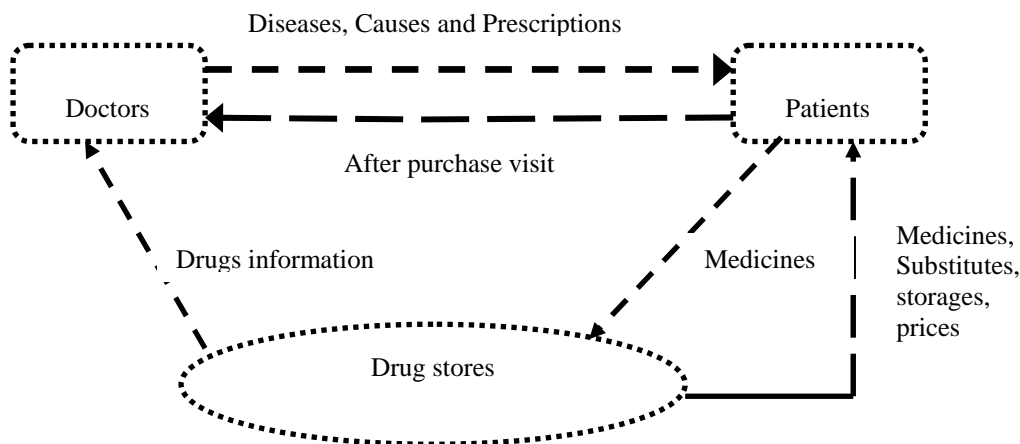 Diseases, Causes and Prescriptions
Doctors
Patients
After purchase visit
Drugs information
Medicines
Medicines,
Substitutes,
storages,
prices
Drug stores